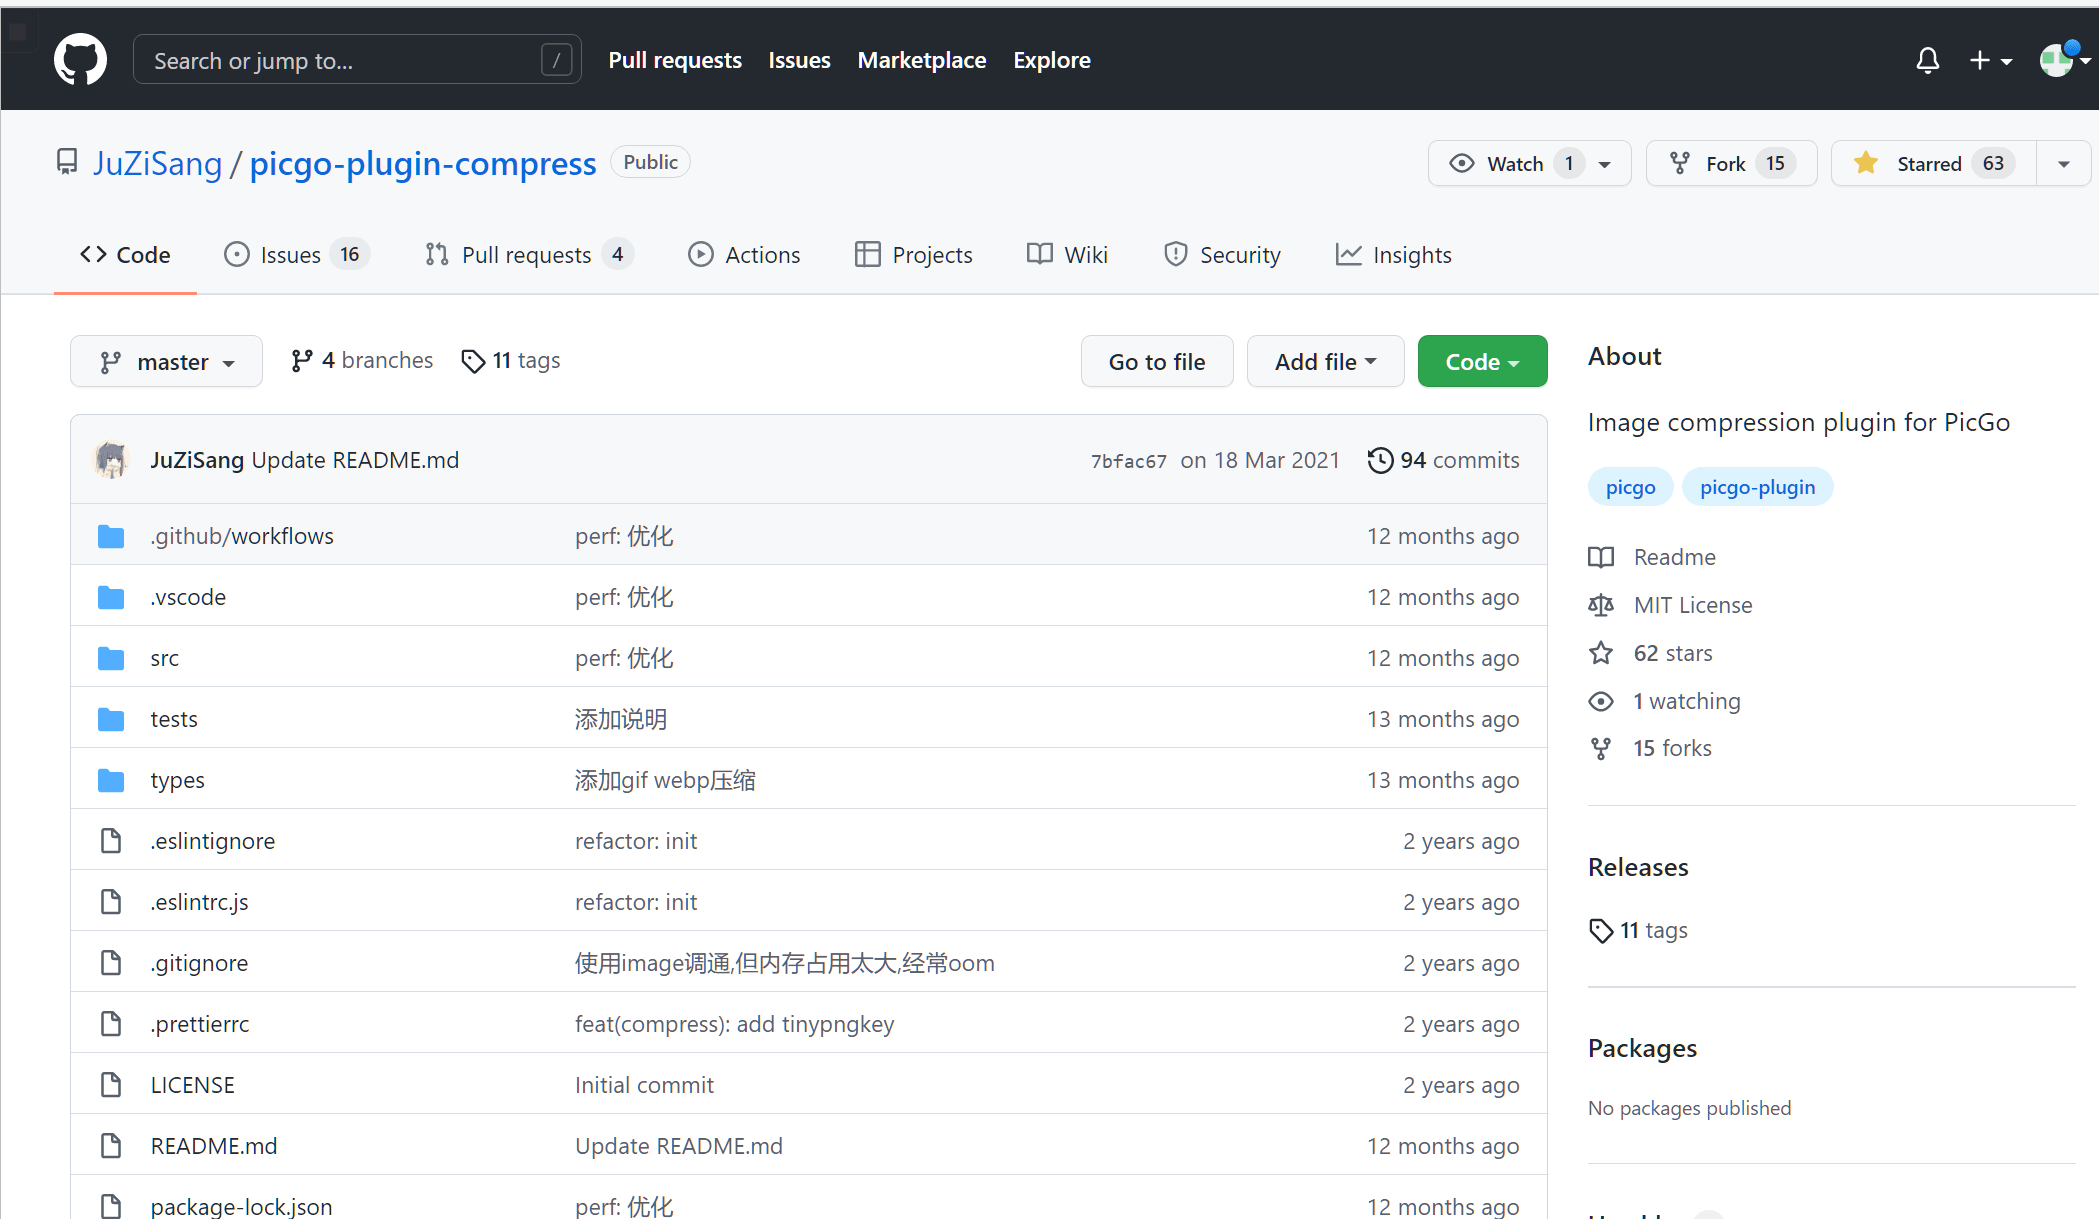 Search or jump to... / Pull requests Issues Marketplace Explore
JuZiSang / picgo-plugin-compress Public Watch 1 Fork 15 Starred 63
Code Issues 16 Pull requests 4 Actions Projects Wiki Security Insights
master 4 branches 11 tags Go to file Add file Code
JuZiSang Update README.md 7bfac67 on 18 Mar 2021 94 commits
.github/workflows perf: 优化 12 months ago
.vscode perf: 优化 12 months ago
src perf: 优化 12 months ago
tests 添加说明 13 months ago
types 添加gif webp压缩 13 months ago
.eslintignore refactor: init 2 years ago
.eslintrc.js refactor: init 2 years ago
.gitignore 使用image调通,但内存占用太大,经常oom 2 years ago
.prettierrc feat(compress): add tinypngkey 2 years ago
LICENSE Initial commit 2 years ago
README.md Update README.md 12 months ago
package-lock.json perf: 优化 12 months ago
About
Image compression plugin for PicGo
picgo picgo-plugin
Readme
MIT License
62 stars
1 watching
15 forks
Releases
11 tags
Packages
No packages published